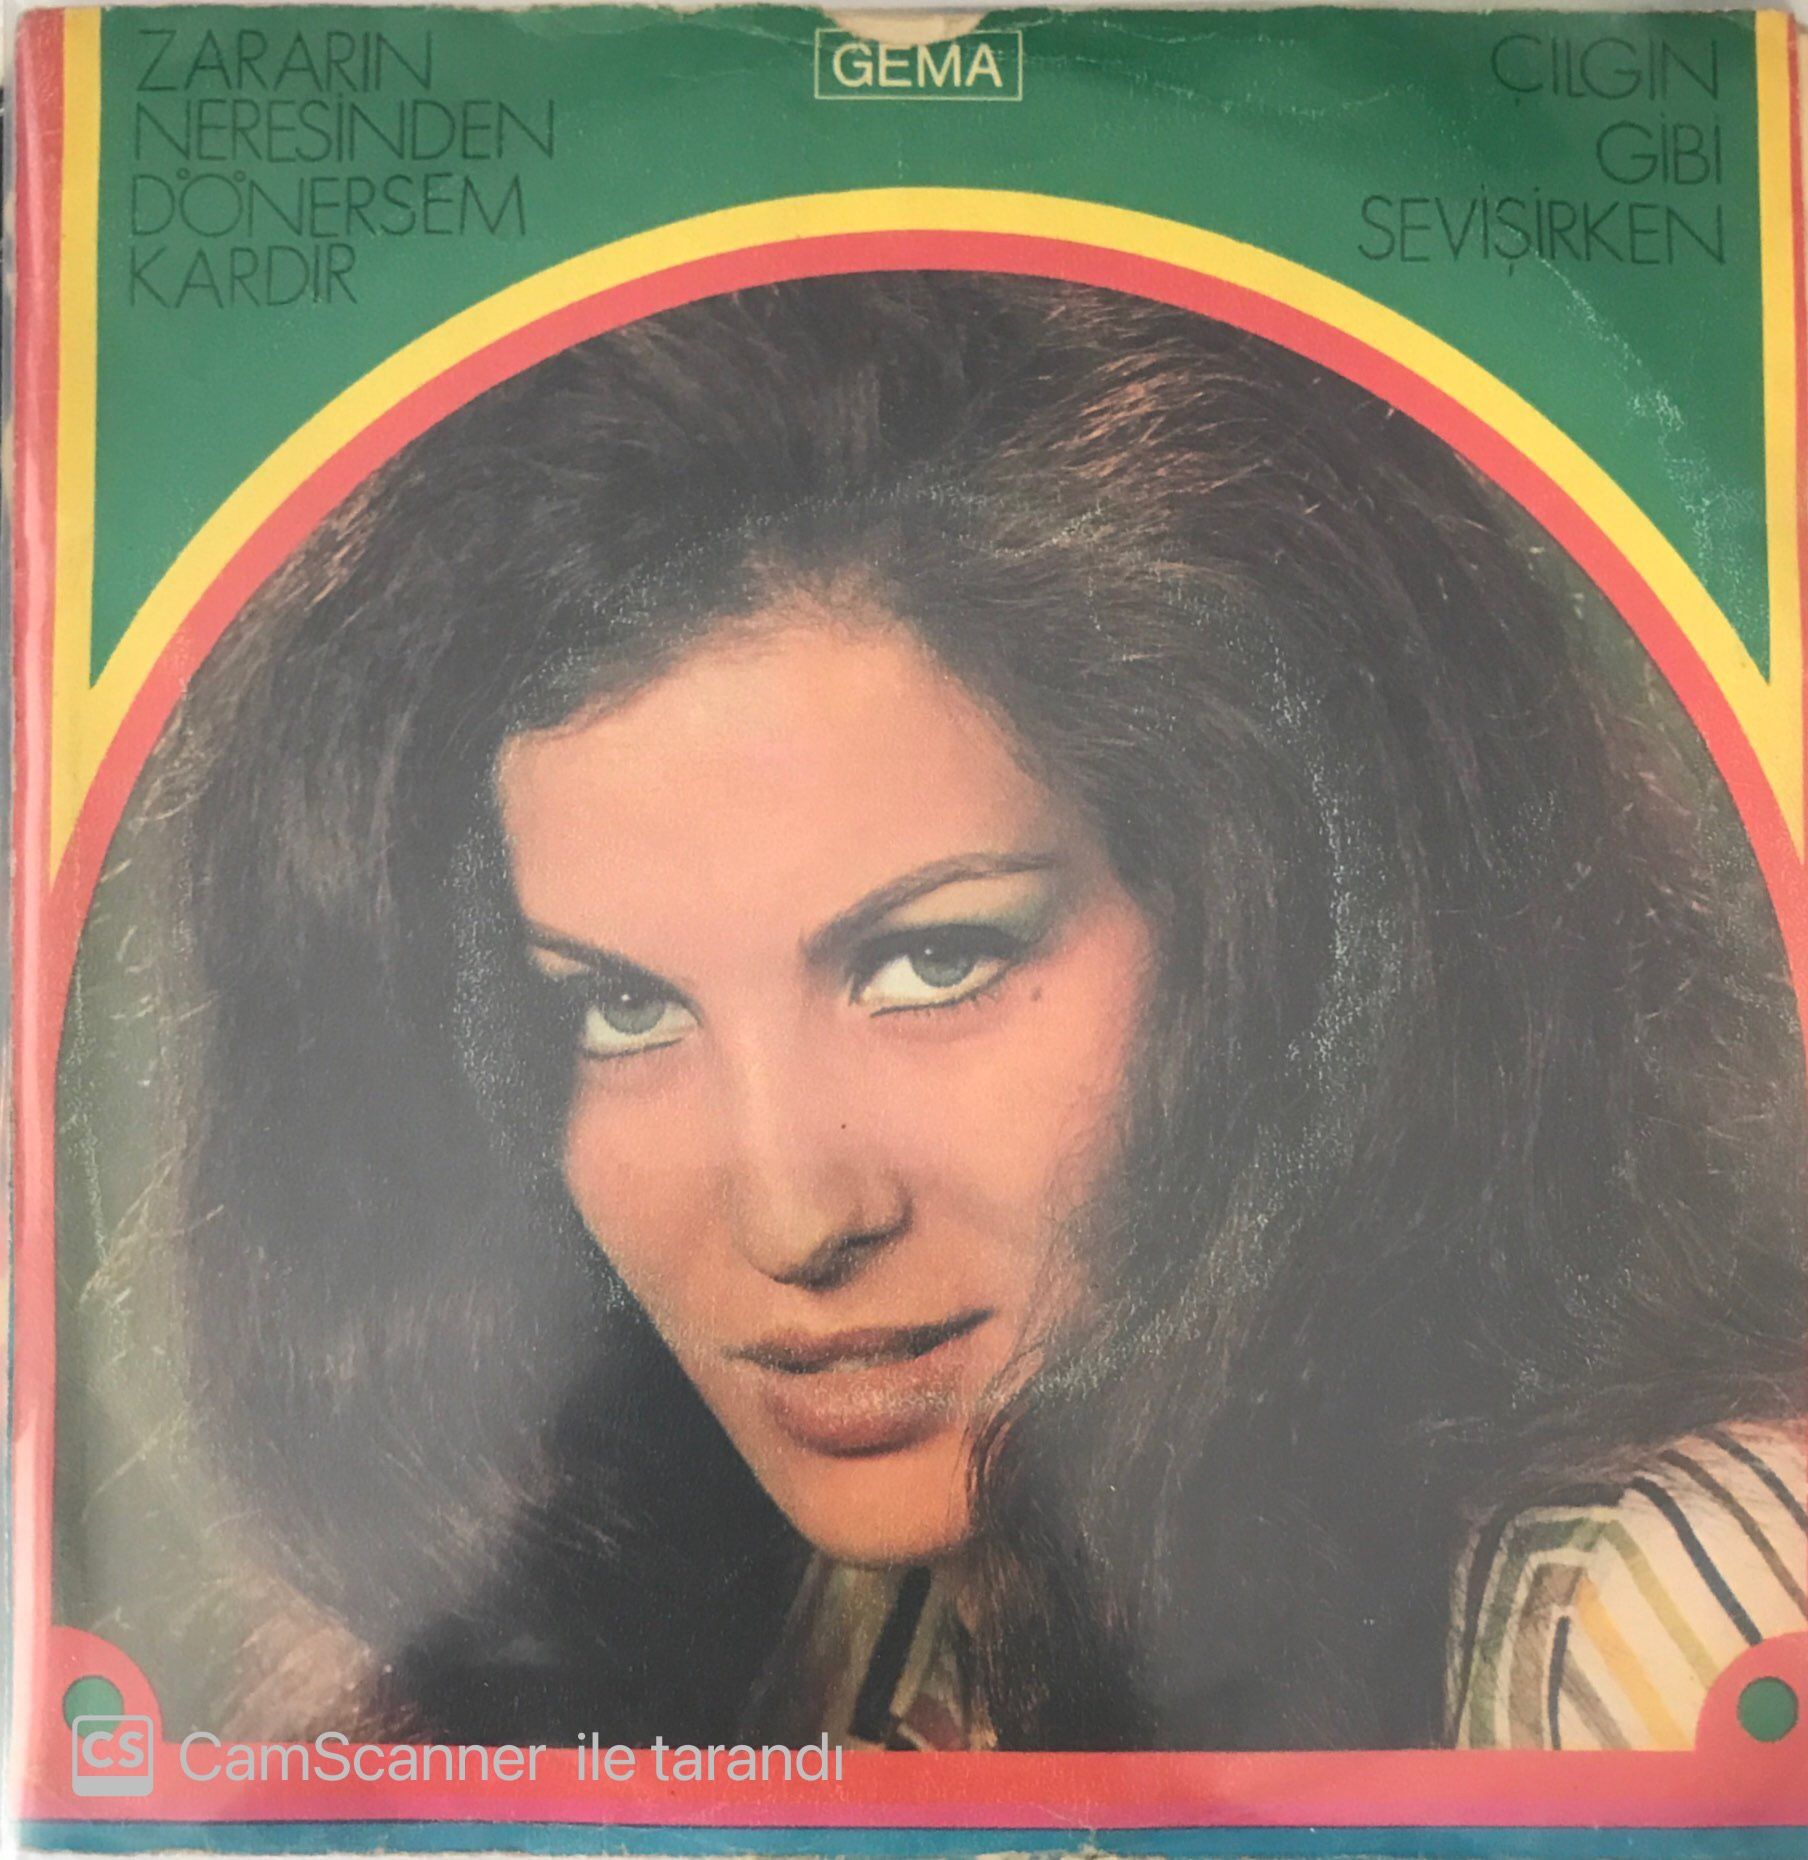 ZARARIN
NERESİNDEN
DÖNERSEM
KARDIR
GEMA
ÇILGIN
GİBİ
SEVİŞİRKEN
CS CamScanner ile tarandı